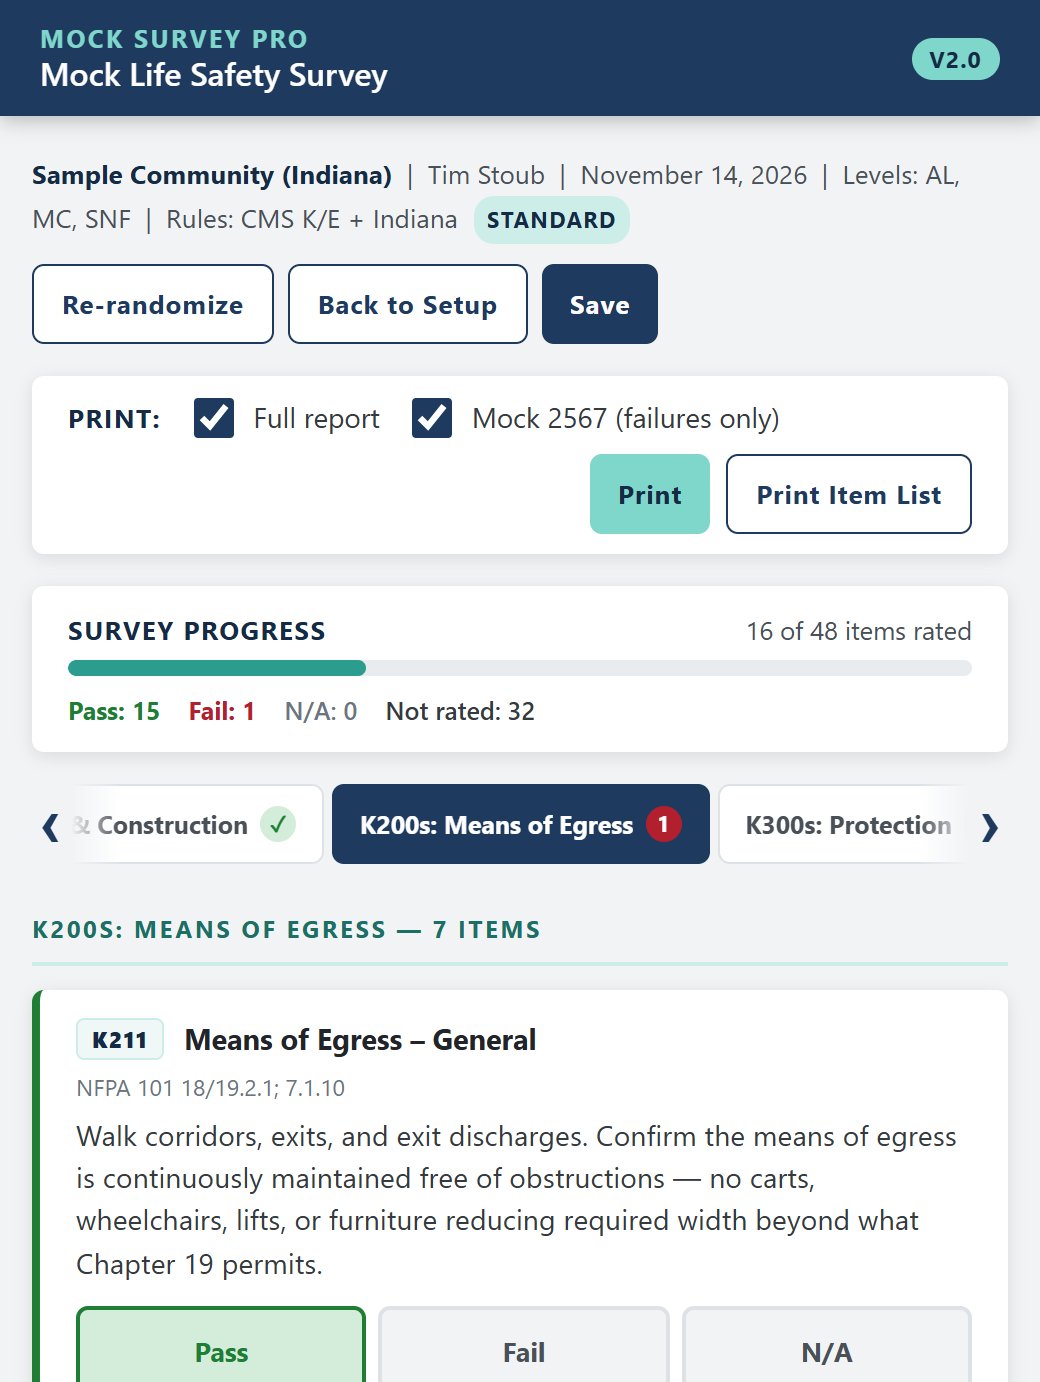 MOCK SURVEY PRO
Mock Life Safety Survey
V2.0
Sample Community (Indiana) | Tim Stoub | November 14, 2026 | Levels: AL,
MC, SNF | Rules: CMS K/E + Indiana STANDARD
Re-randomize Back to Setup Save
PRINT: Full report Mock 2567 (failures only)
Print Print Item List
SURVEY PROGRESS 16 of 48 items rated
Pass: 15 Fail: 1 N/A: 0 Not rated: 32
❮ & Construction ✓ K200s: Means of Egress 1 K300s: Protection ❯
K200S: MEANS OF EGRESS — 7 ITEMS
K211 Means of Egress – General
NFPA 101 18/19.2.1; 7.1.10
Walk corridors, exits, and exit discharges. Confirm the means of egress
is continuously maintained free of obstructions — no carts,
wheelchairs, lifts, or furniture reducing required width beyond what
Chapter 19 permits.
Pass Fail N/A